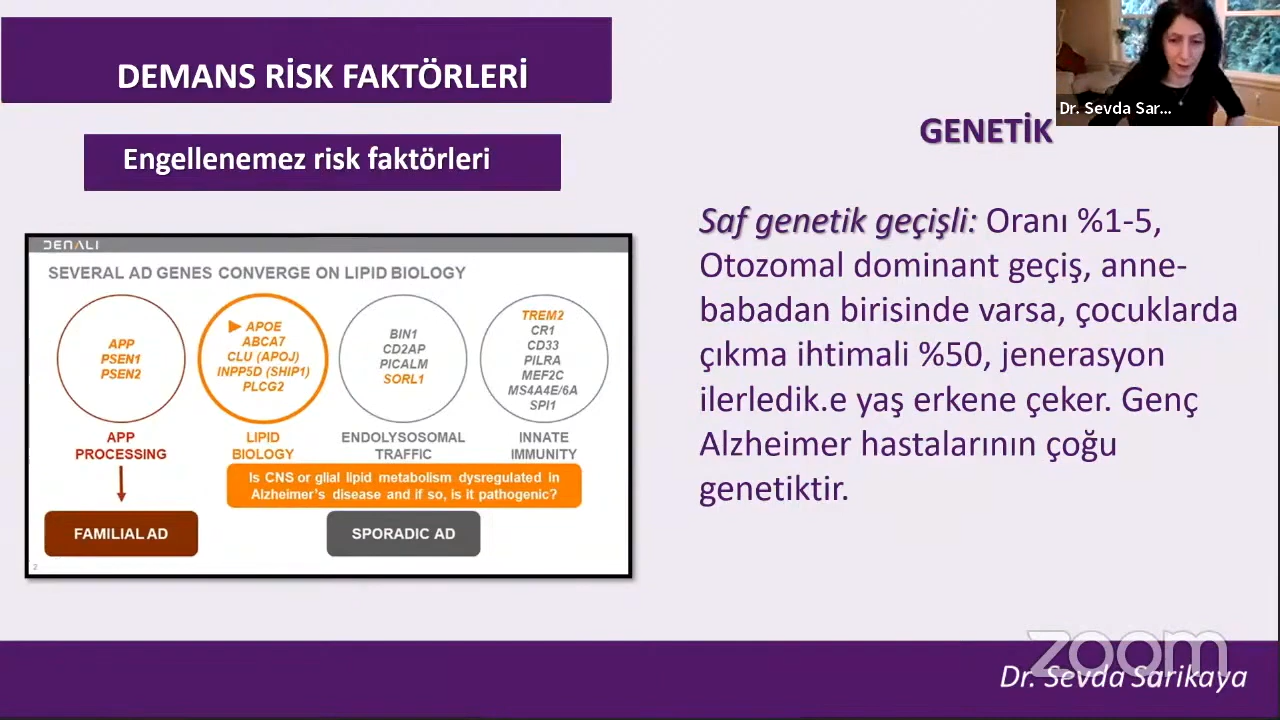 DEMANS RİSK FAKTÖRLERİ
Engellenemez risk faktörleri
DENALI
SEVERAL AD GENES CONVERGE ON LIPID BIOLOGY
APP
PSEN1
PSEN2
APP
PROCESSING
FAMILIAL AD
▶ APOE
ABCA7
CLU (APOJ)
INPP5D (SHIP1)
PLCG2
LIPID
BIOLOGY
BIN1
CD2AP
PICALM
SORL1
ENDOLYSOSOMAL
TRAFFIC
TREM2
CR1
CD33
PILRA
MEF2C
MS4A4E/6A
SPI1
INNATE
IMMUNITY
Is CNS or glial lipid metabolism dysregulated in
Alzheimer's disease and if so, is it pathogenic?
SPORADIC AD
2
Dr. Sevda Sar...
GENETİK
Saf genetik geçişli: Oranı %1-5,
Otozomal dominant geçiş, anne-
babadan birisinde varsa, çocuklarda
çıkma ihtimali %50, jenerasyon
ilerledik.e yaş erkene çeker. Genç
Alzheimer hastalarının çoğu
genetiktir.
zoom
Dr. Sevda Sarikaya